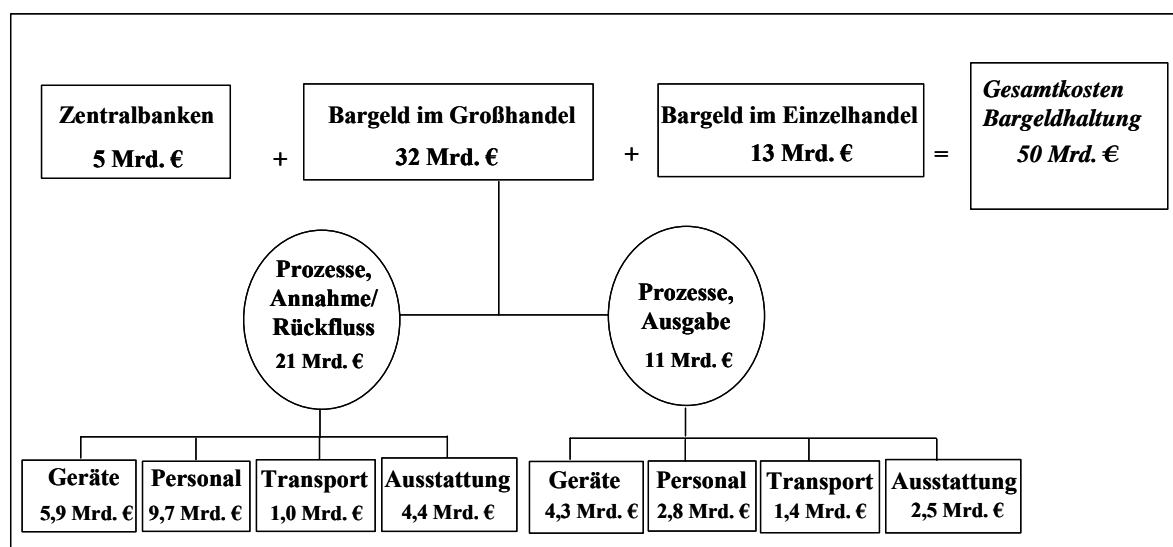 Zentralbanken
5 Mrd. €
+
Bargeld im Großhandel
32 Mrd. €
+
Bargeld im Einzelhandel
13 Mrd. €
=
Gesamtkosten
Bargeldhaltung
50 Mrd. €
Prozesse,
Annahme/
Rückfluss
21 Mrd. €
Prozesse,
Ausgabe
11 Mrd. €
Geräte
5,9 Mrd. €
Personal
9,7 Mrd. €
Transport
1,0 Mrd. €
Ausstattung
4,4 Mrd. €
Geräte
4,3 Mrd. €
Personal
2,8 Mrd. €
Transport
1,4 Mrd. €
Ausstattung
2,5 Mrd. €